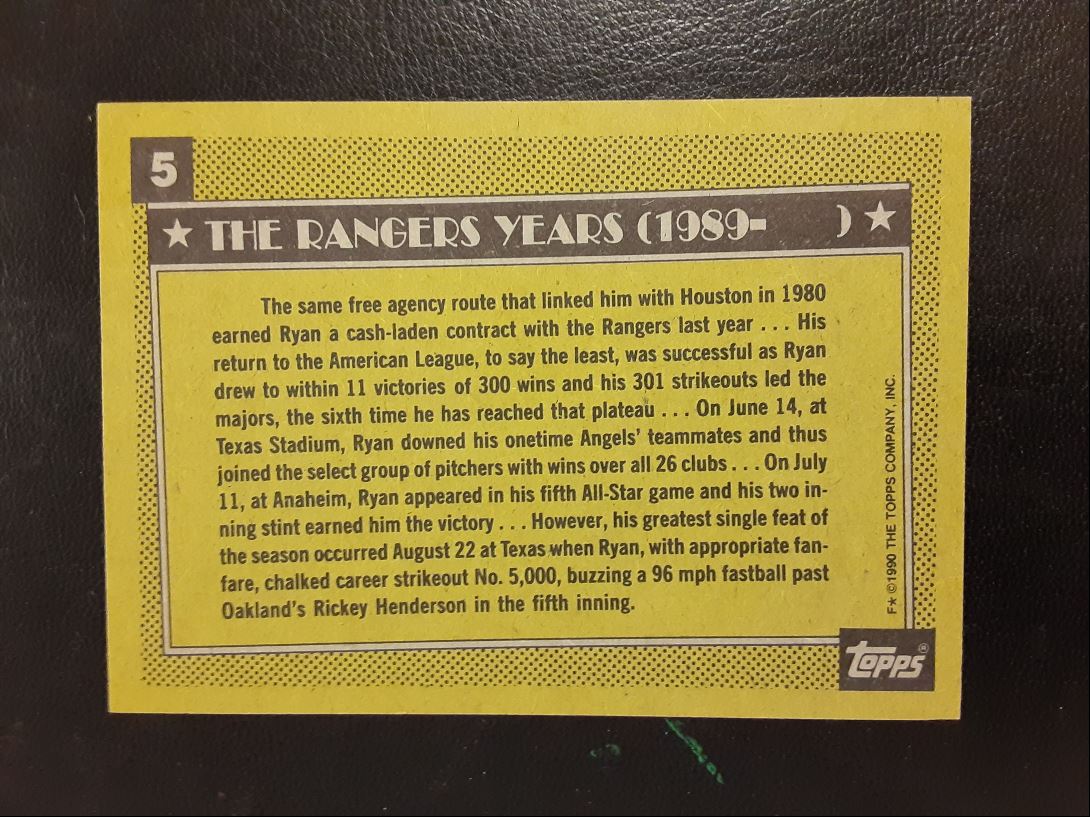 5
★ THE RANGERS YEARS (1989-     ) ★
The same free agency route that linked him with Houston in 1980
earned Ryan a cash-laden contract with the Rangers last year . . . His
return to the American League, to say the least, was successful as Ryan
drew to within 11 victories of 300 wins and his 301 strikeouts led the
majors, the sixth time he has reached that plateau . . . On June 14, at
Texas Stadium, Ryan downed his onetime Angels' teammates and thus
joined the select group of pitchers with wins over all 26 clubs . . . On July
11, at Anaheim, Ryan appeared in his fifth All-Star game and his two in-
ning stint earned him the victory . . . However, his greatest single feat of
the season occurred August 22 at Texas when Ryan, with appropriate fan-
fare, chalked career strikeout No. 5,000, buzzing a 96 mph fastball past
Oakland's Rickey Henderson in the fifth inning.
F★ ©1990 THE TOPPS COMPANY, INC.
topps®